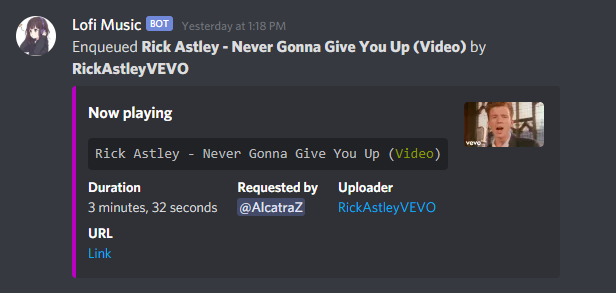 Lofi Music BOT Yesterday at 1:18 PM
Enqueued Rick Astley - Never Gonna Give You Up (Video) by
RickAstleyVEVO
Now playing
vevo
Rick Astley - Never Gonna Give You Up (Video)
Duration Requested by Uploader
3 minutes, 32 seconds @AlcatraZ RickAstleyVEVO
URL
Link